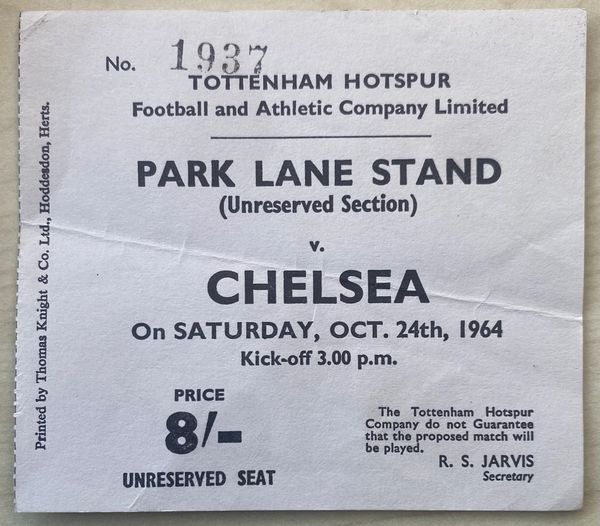 No. 1937
TOTTENHAM HOTSPUR
Football and Athletic Company Limited
PARK LANE STAND
(Unreserved Section)
v.
CHELSEA
On SATURDAY, OCT. 24th, 1964
Kick-off 3.00 p.m.
PRICE
8/-
UNRESERVED SEAT
The Tottenham Hotspur
Company do not Guarantee
that the proposed match will
be played.
R. S. JARVIS
Secretary
Printed by Thomas Knight & Co. Ltd., Hoddesdon, Herts.